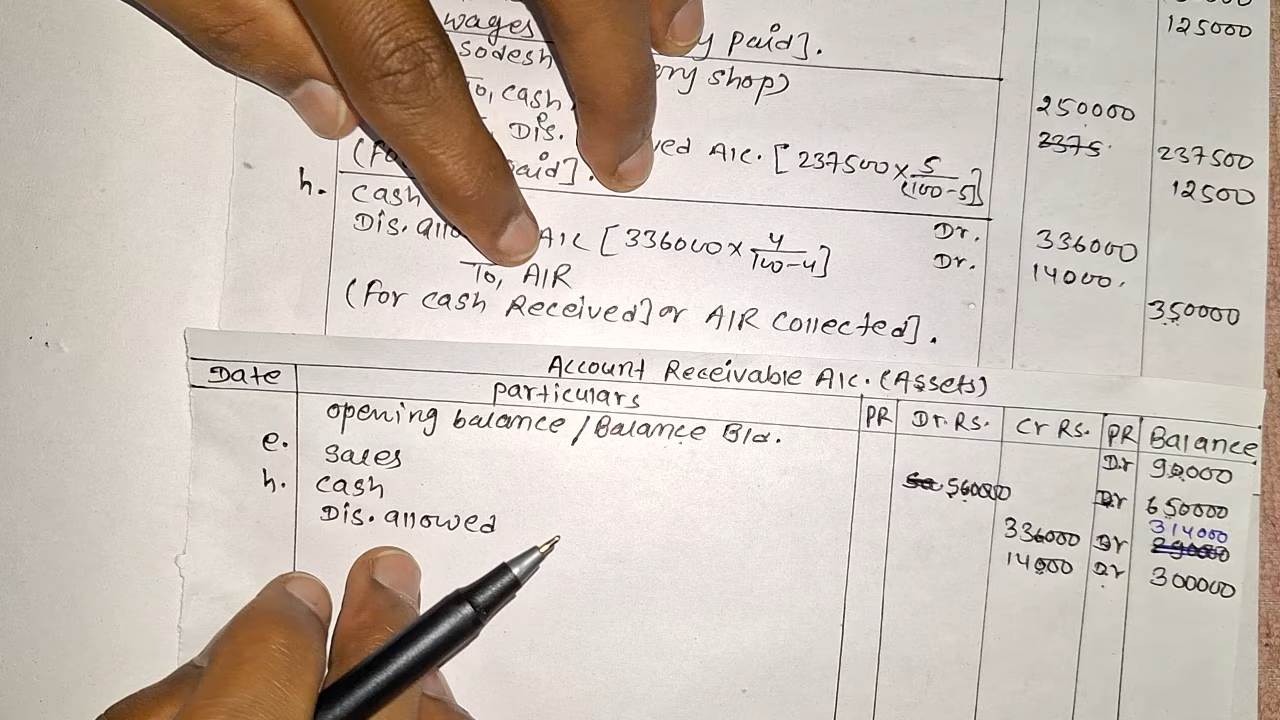 125000
wages y paid].
sodesh ery shop)
To, cash 250000
Dis. ved A/c. [237500 × 5/(100-5)] 2375 237500
paid]. 12500
h. cash Dr. 336000
Dis. allo A/c [336000 × 4/100-4] Dr. 14000
To, A/R 350000
(For cash Received] or A/R collected].
Account Receivable A/c. (Assets)
Date particulars PR Dr. Rs. Cr Rs. PR Balance
opening balance / Balance B/d. Dr 90000
e. sales 560000 Dr 650000
h. cash 336000 Dr 314000
Dis. allowed 14000 Dr 300000